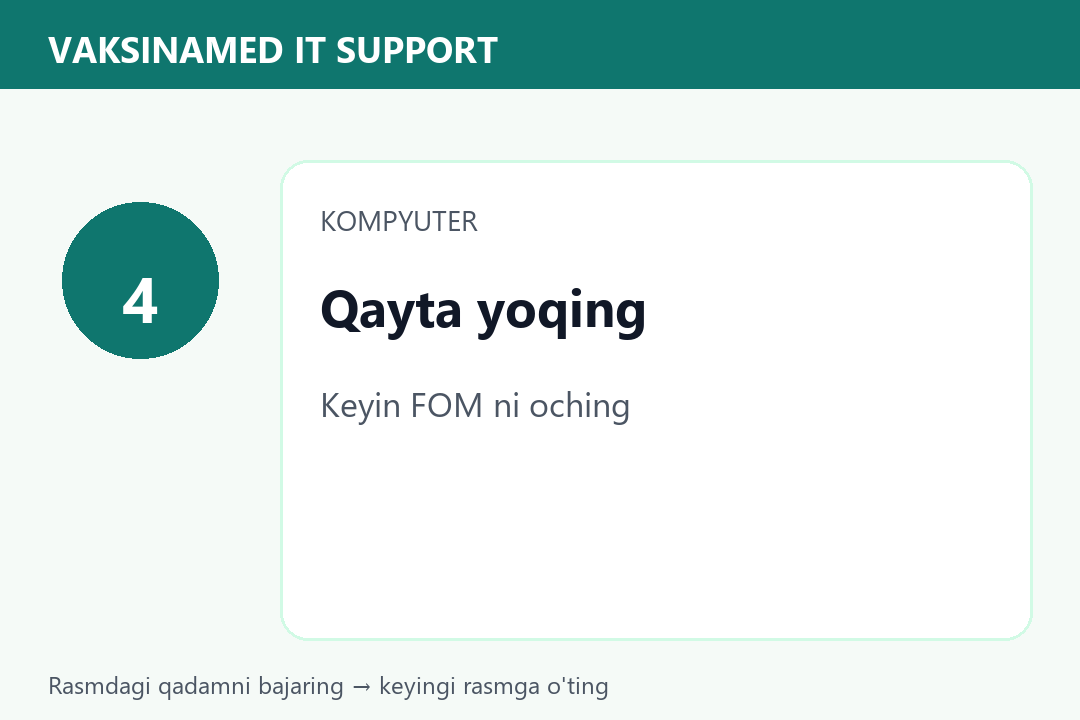 VAKSINAMED IT SUPPORT
4
KOMPYUTER
Qayta yoqing
Keyin FOM ni oching
Rasmdagi qadamni bajaring → keyingi rasmga o'ting